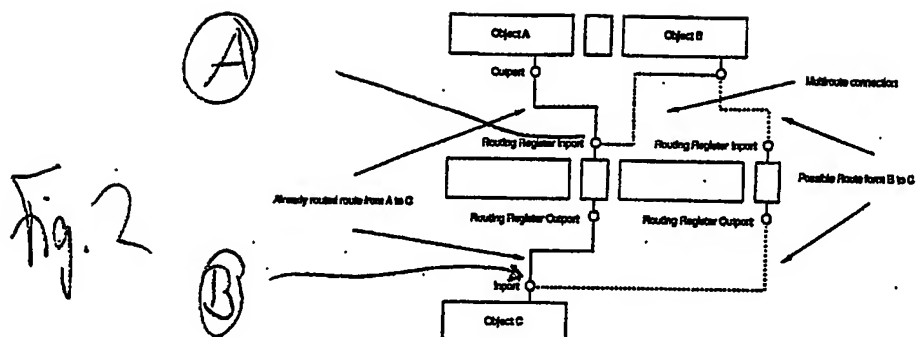 Object A
Object B
A
Outport
Multiroute connection
Routing Register Inport
Routing Register Inport
Already routed route from A to C
Possible Route form B to C
Fig. 2
Routing Register Outport
Routing Register Outport
B
Inport
Object C